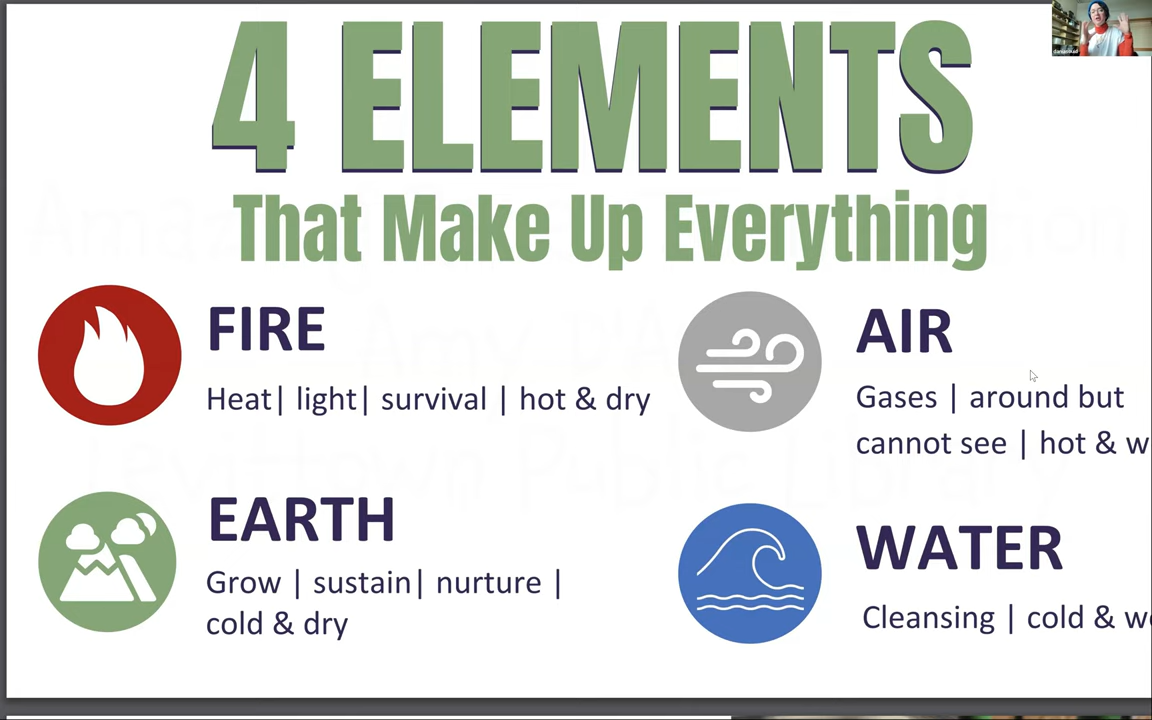 4 ELEMENTS
That Make Up Everything
FIRE
Heat| light| survival | hot & dry
AIR
Gases | around but
cannot see | hot & w
EARTH
Grow | sustain| nurture |
cold & dry
WATER
Cleansing | cold & w